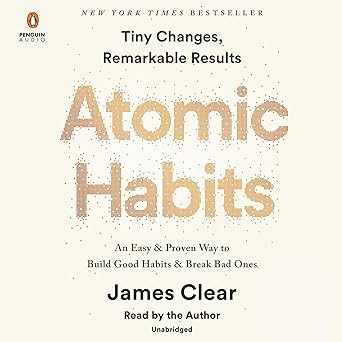 NEW YORK TIMES BESTSELLER
Penguin
Audio
Tiny Changes,
Remarkable Results
Atomic
Habits
An Easy & Proven Way to
Build Good Habits & Break Bad Ones
James Clear
Read by the Author
Unabridged